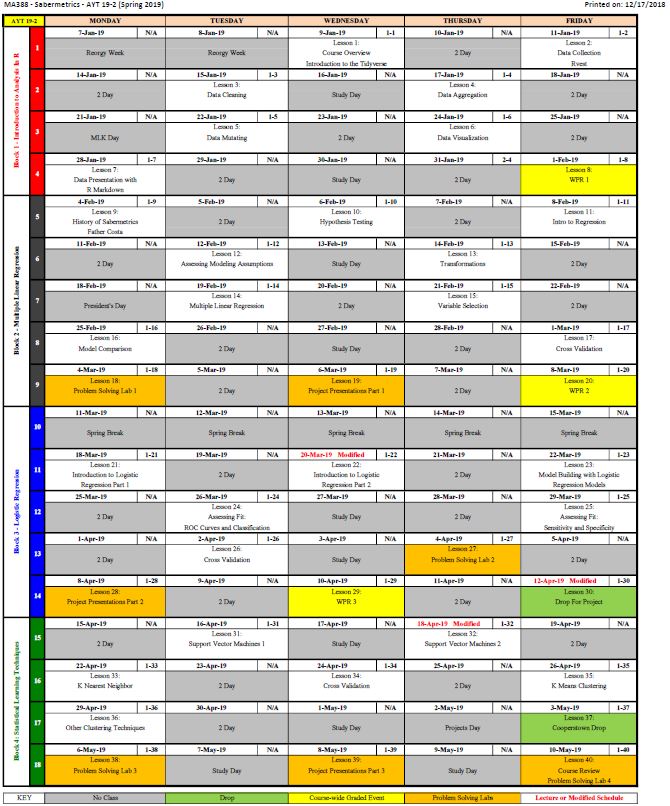 MA388 - Sabermetrics - AYT 19-2 (Spring 2019) Printed on: 12/17/2018
AYT 19-2 MONDAY TUESDAY WEDNESDAY THURSDAY FRIDAY
Block 1 - Introduction to Analysis In R
1
7-Jan-19 N/A 8-Jan-19 N/A 9-Jan-19 1-1 10-Jan-19 N/A 11-Jan-19 1-2
Reorgy Week Reorgy Week Lesson 1: 2 Day Lesson 2:
Course Overview Data Collection
Introduction to the Tidyverse Rvest
2
14-Jan-19 N/A 15-Jan-19 1-3 16-Jan-19 N/A 17-Jan-19 1-4 18-Jan-19 N/A
2 Day Lesson 3: Study Day Lesson 4: 2 Day
Data Cleaning Data Aggregation
3
21-Jan-19 N/A 22-Jan-19 1-5 23-Jan-19 N/A 24-Jan-19 1-6 25-Jan-19 N/A
MLK Day Lesson 5: 2 Day Lesson 6: 2 Day
Data Mutating Data Visualization
4
28-Jan-19 1-7 29-Jan-19 N/A 30-Jan-19 N/A 31-Jan-19 2-4 1-Feb-19 1-8
Lesson 7: 2 Day Study Day 2 Day Lesson 8:
Data Presentation with WPR 1
R Markdown
Block 2 - Multiple Linear Regression
5
4-Feb-19 1-9 5-Feb-19 N/A 6-Feb-19 1-10 7-Feb-19 N/A 8-Feb-19 1-11
Lesson 9: 2 Day Lesson 10: 2 Day Lesson 11:
History of Sabermetrics Hypothesis Testing Intro to Regression
Father Costa
6
11-Feb-19 N/A 12-Feb-19 1-12 13-Feb-19 N/A 14-Feb-19 1-13 15-Feb-19 N/A
2 Day Lesson 12: Study Day Lesson 13: 2 Day
Assessing Modeling Assumptions Transformations
7
18-Feb-19 N/A 19-Feb-19 1-14 20-Feb-19 N/A 21-Feb-19 1-15 22-Feb-19 N/A
President's Day Lesson 14: 2 Day Lesson 15: 2 Day
Multiple Linear Regression Variable Selection
8
25-Feb-19 1-16 26-Feb-19 N/A 27-Feb-19 N/A 28-Feb-19 N/A 1-Mar-19 1-17
Lesson 16: 2 Day Study Day 2 Day Lesson 17:
Model Comparison Cross Validation
9
4-Mar-19 1-18 5-Mar-19 N/A 6-Mar-19 1-19 7-Mar-19 N/A 8-Mar-19 1-20
Lesson 18: 2 Day Lesson 19: 2 Day Lesson 20:
Problem Solving Lab 1 Project Presentations Part 1 WPR 2
Block 3 - Logistic Regression
10
11-Mar-19 N/A 12-Mar-19 N/A 13-Mar-19 N/A 14-Mar-19 N/A 15-Mar-19 N/A
Spring Break Spring Break Spring Break Spring Break Spring Break
11
18-Mar-19 1-21 19-Mar-19 N/A 20-Mar-19 Modified 1-22 21-Mar-19 N/A 22-Mar-19 1-23
Lesson 21: 2 Day Lesson 22: 2 Day Lesson 23:
Introduction to Logistic Introduction to Logistic Model Building with Logistic
Regression Part 1 Regression Part 2 Regression Models
12
25-Mar-19 N/A 26-Mar-19 1-24 27-Mar-19 N/A 28-Mar-19 N/A 29-Mar-19 1-25
2 Day Lesson 24: Study Day 2 Day Lesson 25:
Assessing Fit: Assessing Fit:
ROC Curves and Classification Sensitivity and Specificity
13
1-Apr-19 N/A 2-Apr-19 1-26 3-Apr-19 N/A 4-Apr-19 1-27 5-Apr-19 N/A
2 Day Lesson 26: Study Day Lesson 27: 2 Day
Cross Validation Problem Solving Lab 2
14
8-Apr-19 1-28 9-Apr-19 N/A 10-Apr-19 1-29 11-Apr-19 N/A 12-Apr-19 Modified 1-30
Lesson 28: 2 Day Lesson 29: 2 Day Lesson 30:
Project Presentations Part 2 WPR 3 Drop For Project
Block 4: Statistical Learning Techniques
15
15-Apr-19 N/A 16-Apr-19 1-31 17-Apr-19 N/A 18-Apr-19 Modified 1-32 19-Apr-19 N/A
2 Day Lesson 31: Study Day Lesson 32: 2 Day
Support Vector Machines 1 Support Vector Machines 2
16
22-Apr-19 1-33 23-Apr-19 N/A 24-Apr-19 1-34 25-Apr-19 N/A 26-Apr-19 1-35
Lesson 33: 2 Day Lesson 34: 2 Day Lesson 35:
K Nearest Neighbor Cross Validation K Means Clustering
17
29-Apr-19 1-36 30-Apr-19 N/A 1-May-19 N/A 2-May-19 N/A 3-May-19 1-37
Lesson 36: 2 Day Study Day Projects Day Lesson 37:
Other Clustering Techniques Cooperstown Drop
18
6-May-19 1-38 7-May-19 N/A 8-May-19 1-39 9-May-19 N/A 10-May-19 1-40
Lesson 38: Study Day Lesson 39: Study Day Lesson 40:
Problem Solving Lab 3 Project Presentations Part 3 Course Review
Problem Solving Lab 4
KEY No Class Drop Course-wide Graded Event Problem Solving Labs Lecture or Modified Schedule